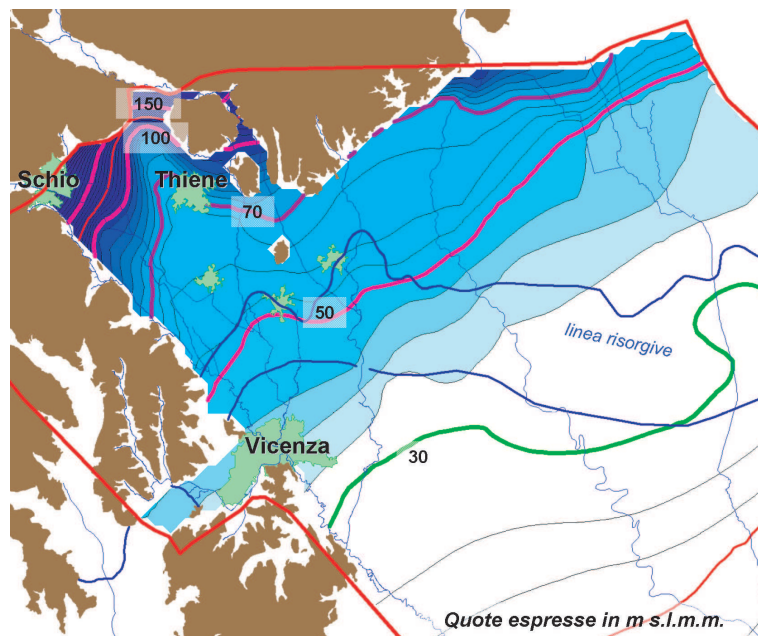 150
100
Schio
Thiene
70
50
linea risorgive
Vicenza
30
Quote espresse in m s.l.m.m.